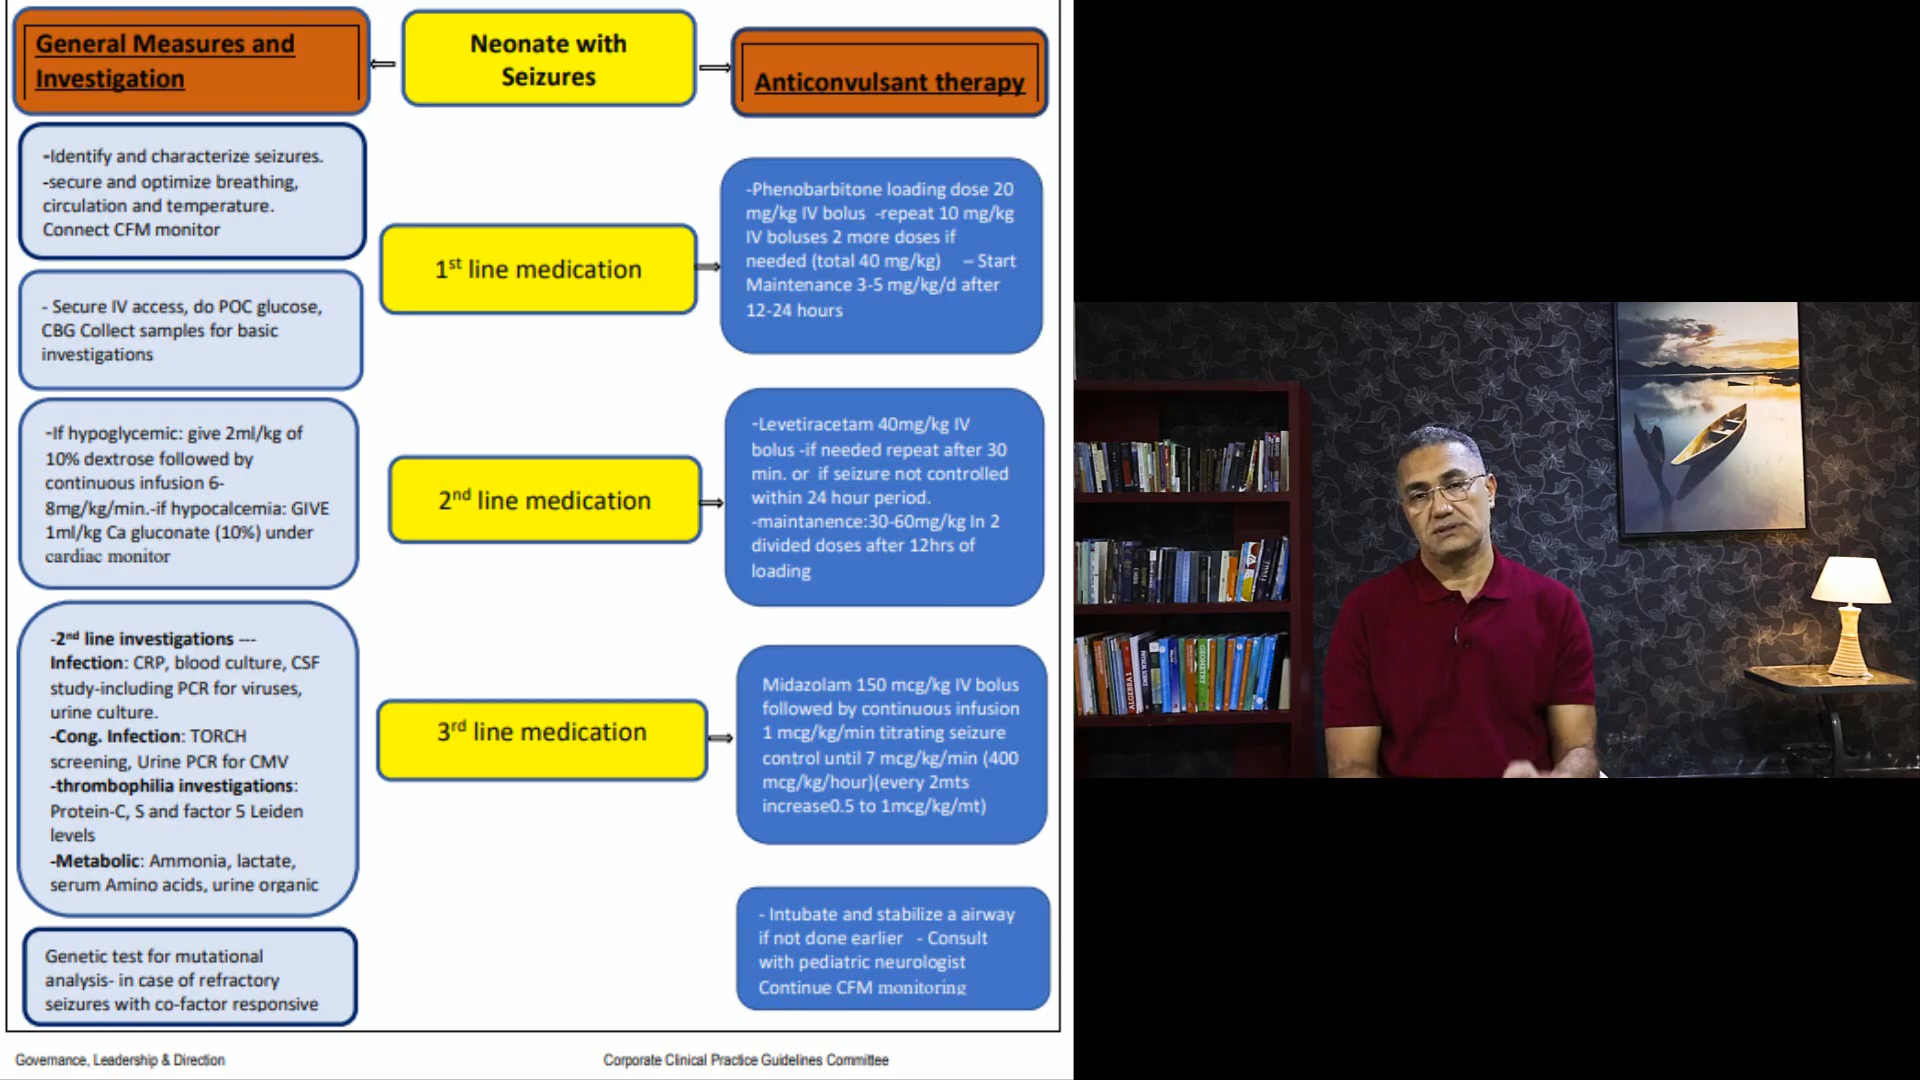 General Measures and
Investigation
Neonate with
Seizures
Anticonvulsant therapy
-Identify and characterize seizures.
-secure and optimize breathing,
circulation and temperature.
Connect CFM monitor
- Secure IV access, do POC glucose,
CBG Collect samples for basic
investigations
-If hypoglycemic: give 2ml/kg of
10% dextrose followed by
continuous infusion 6-
8mg/kg/min.-if hypocalcemia: GIVE
1ml/kg Ca gluconate (10%) under
cardiac monitor
-2nd line investigations ---
Infection: CRP, blood culture, CSF
study-including PCR for viruses,
urine culture.
-Cong. Infection: TORCH
screening, Urine PCR for CMV
-thrombophilia investigations:
Protein-C, S and factor 5 Leiden
levels
-Metabolic: Ammonia, lactate,
serum Amino acids, urine organic
Genetic test for mutational
analysis- in case of refractory
seizures with co-factor responsive
1st line medication
-Phenobarbitone loading dose 20
mg/kg IV bolus -repeat 10 mg/kg
IV boluses 2 more doses if
needed (total 40 mg/kg) – Start
Maintenance 3-5 mg/kg/d after
12-24 hours
2nd line medication
-Levetiracetam 40mg/kg IV
bolus -if needed repeat after 30
min. or if seizure not controlled
within 24 hour period.
-maintanence:30-60mg/kg In 2
divided doses after 12hrs of
loading
3rd line medication
Midazolam 150 mcg/kg IV bolus
followed by continuous infusion
1 mcg/kg/min titrating seizure
control until 7 mcg/kg/min (400
mcg/kg/hour)(every 2mts
increase0.5 to 1mcg/kg/mt)
- Intubate and stabilize a airway
if not done earlier - Consult
with pediatric neurologist
Continue CFM monitoring
Governance, Leadership & Direction
Corporate Clinical Practice Guidelines Committee
ALGEBRA 1
GEOMETRY